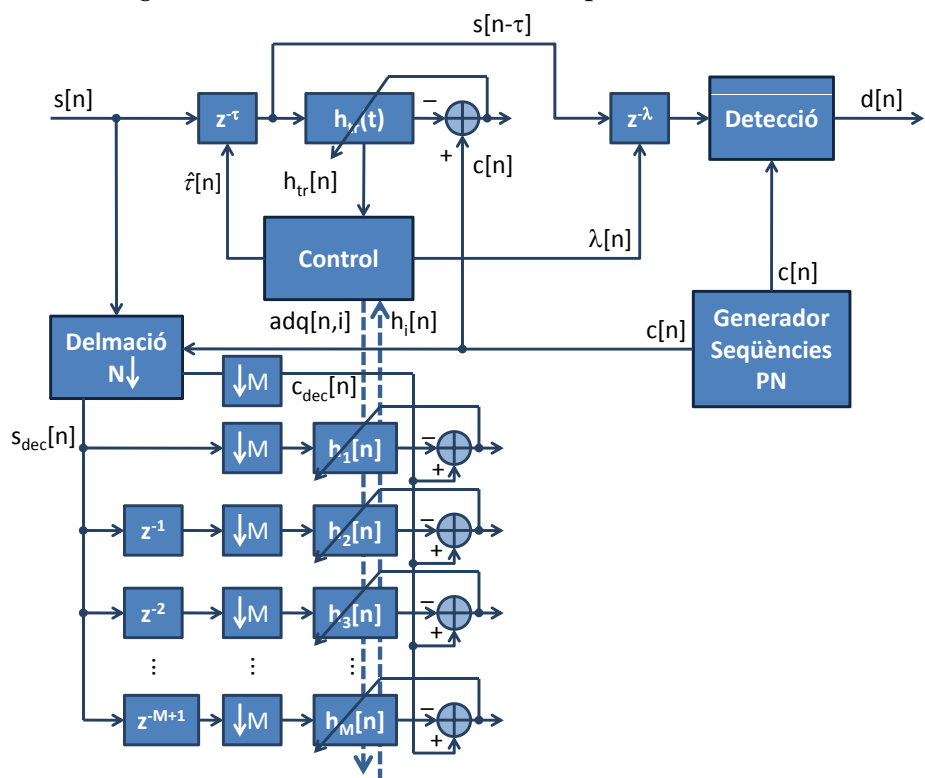 s[n-τ]
s[n]
z^-τ
h_tr(t)
−
+
c[n]
z^-λ
Detecció
d[n]
τ̂[n]
h_tr[n]
λ[n]
Control
c[n]
adq[n,i]
h_i[n]
c[n]
Generador
Seqüències
PN
Delmació
N↓
↓M
c_dec[n]
s_dec[n]
↓M
h_1[n]
−
+
z^-1
↓M
h_2[n]
−
+
z^-2
↓M
h_3[n]
−
+
⋮
⋮
⋮
z^-M+1
↓M
h_M[n]
−
+